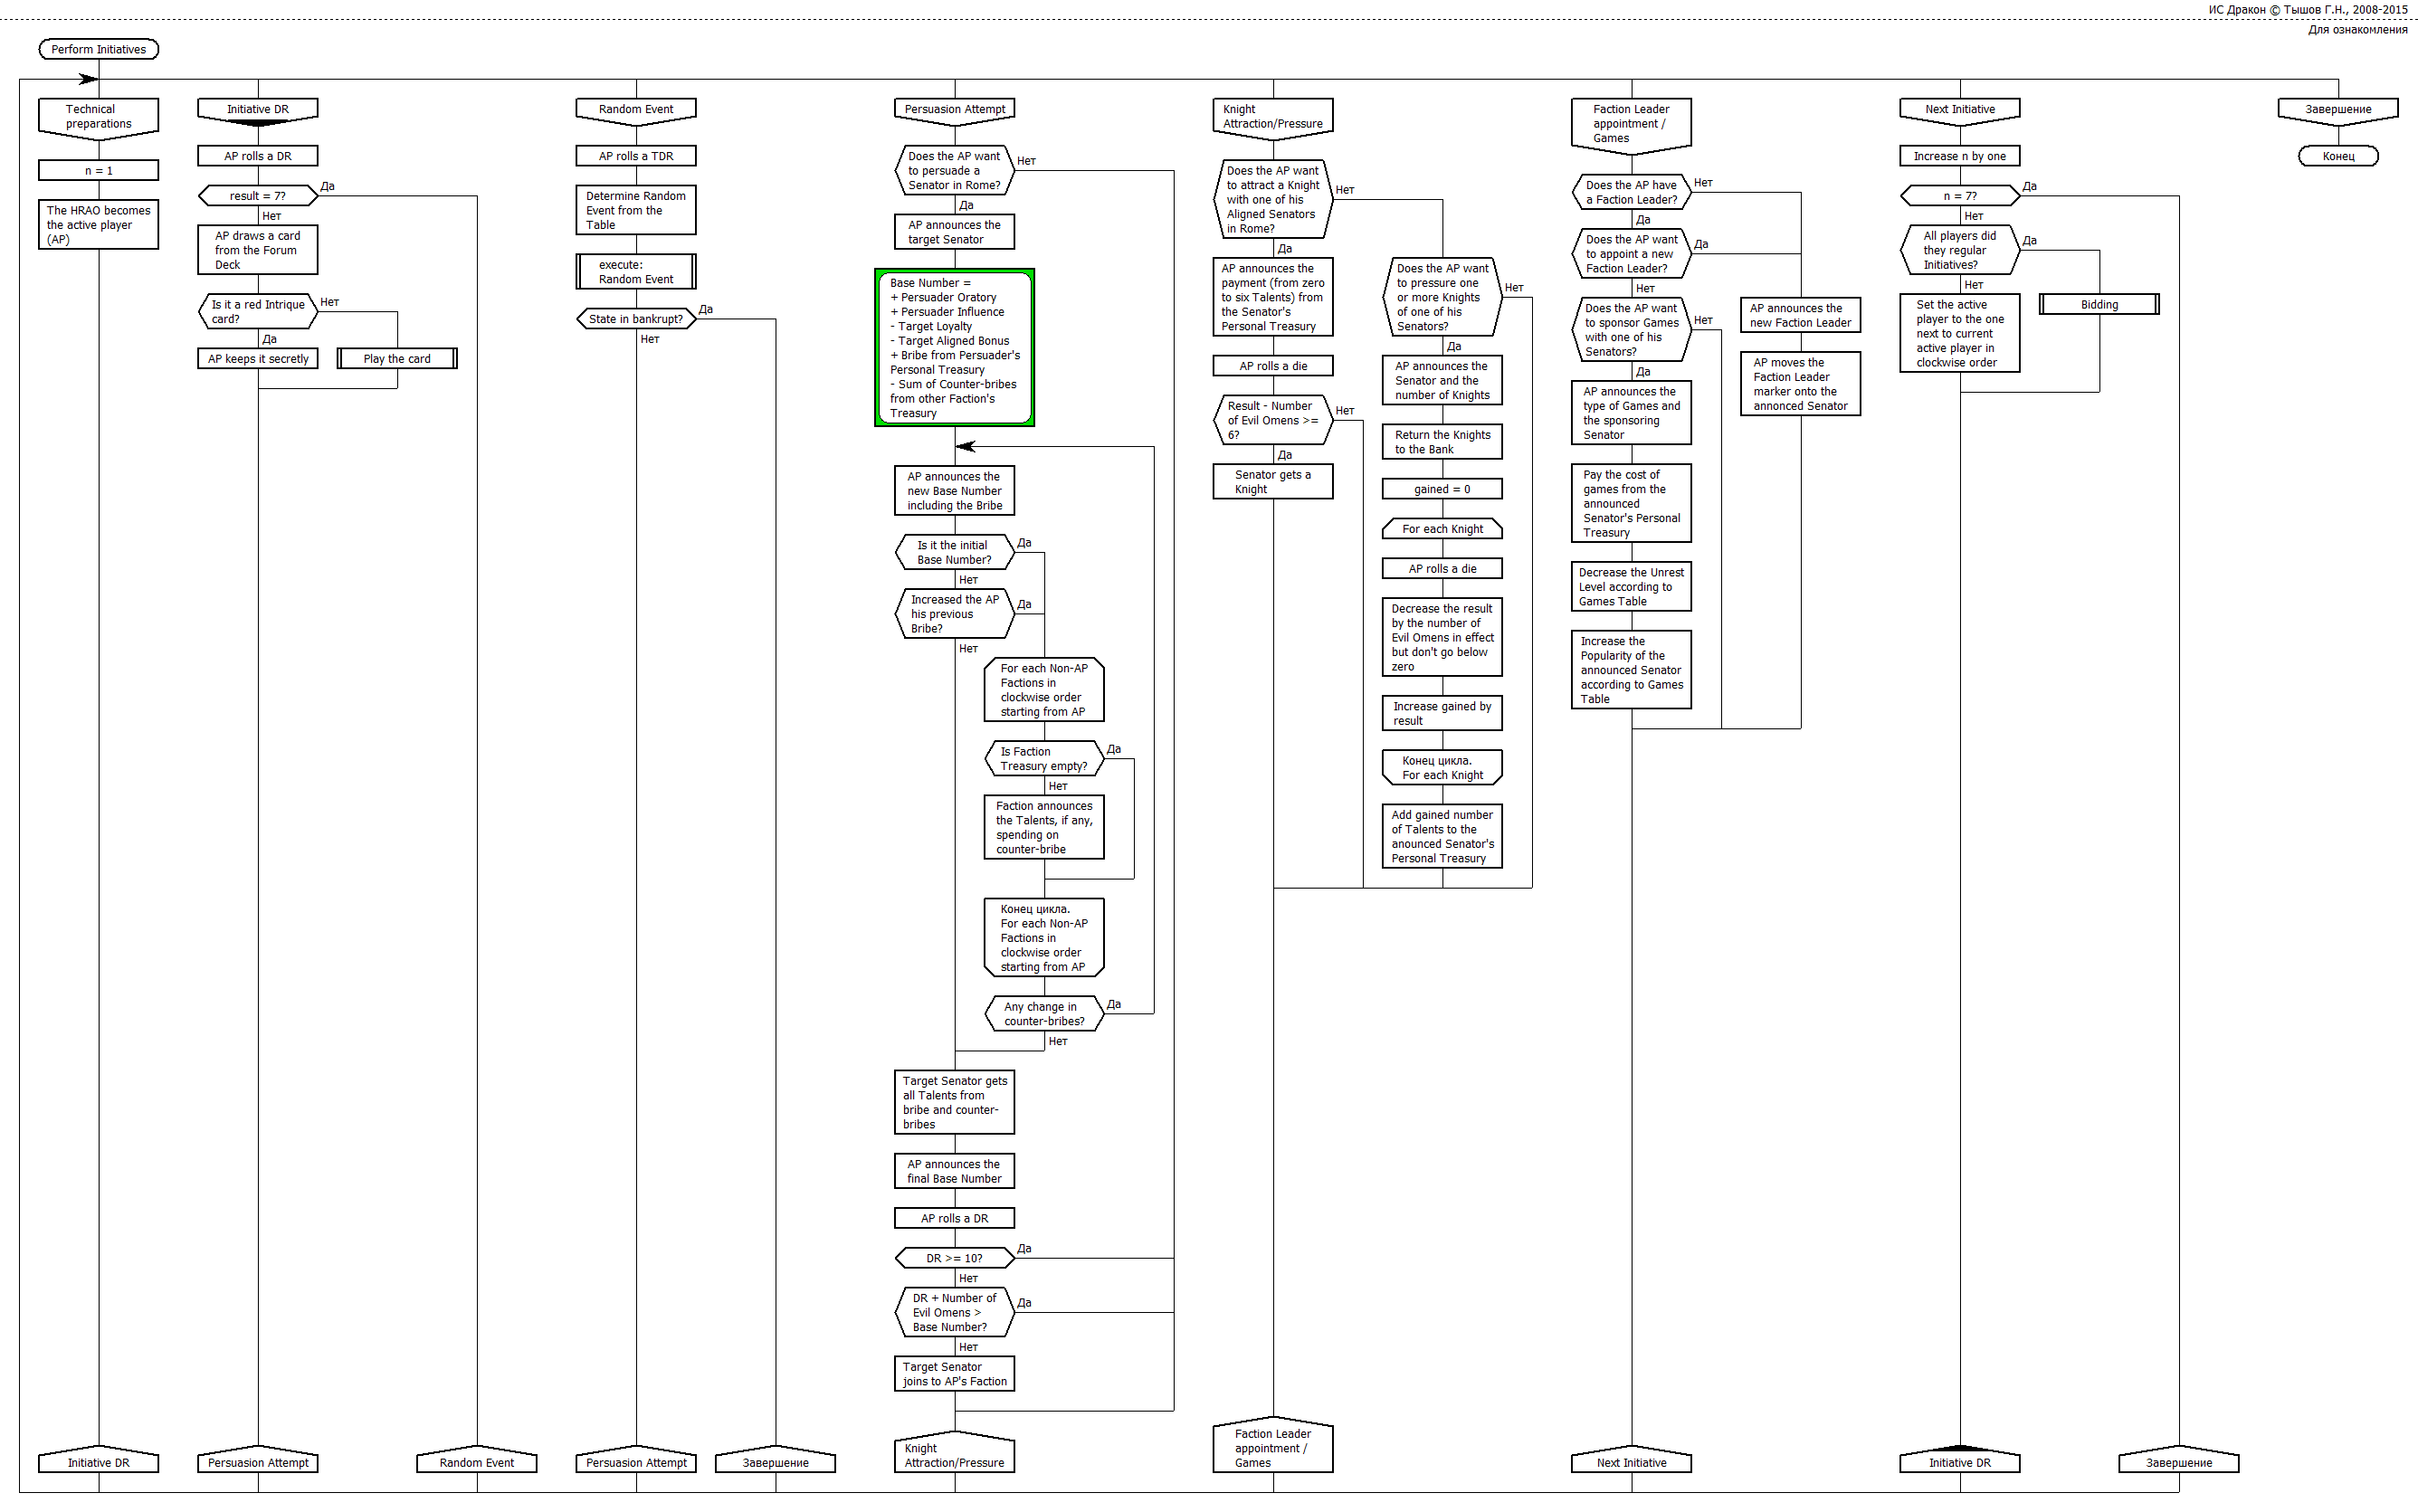 ИС Дракон © Тышов Г.Н., 2008-2015
Для ознакомления
Perform Initiatives
Technical
preparations
n = 1
The HRAO becomes
the active player
(AP)
Initiative DR
Initiative DR
AP rolls a DR
result = 7?
Да
Нет
AP draws a card
from the Forum
Deck
Is it a red Intrique
card?
Нет
Да
AP keeps it secretly
Play the card
Persuasion Attempt
Random Event
Random Event
AP rolls a TDR
Determine Random
Event from the
Table
execute:
Random Event
State in bankrupt?
Да
Нет
Persuasion Attempt
Завершение
Persuasion Attempt
Does the AP want
to persuade a
Senator in Rome?
Нет
Да
AP announces the
target Senator
Base Number =
+ Persuader Oratory
+ Persuader Influence
- Target Loyalty
- Target Aligned Bonus
+ Bribe from Persuader's
Personal Treasury
- Sum of Counter-bribes
from other Faction's
Treasury
AP announces the
new Base Number
including the Bribe
Is it the initial
Base Number?
Да
Нет
Increased the AP
his previous
Bribe?
Да
Нет
For each Non-AP
Factions in
clockwise order
starting from AP
Is Faction
Treasury empty?
Да
Нет
Faction announces
the Talents, if any,
spending on
counter-bribe
Конец цикла.
For each Non-AP
Factions in
clockwise order
starting from AP
Any change in
counter-bribes?
Да
Нет
Target Senator gets
all Talents from
bribe and counter-
bribes
AP announces the
final Base Number
AP rolls a DR
DR >= 10?
Да
Нет
DR + Number of
Evil Omens >
Base Number?
Да
Нет
Target Senator
joins to AP's Faction
Knight
Attraction/Pressure
Knight
Attraction/Pressure
Does the AP want
to attract a Knight
with one of his
Aligned Senators
in Rome?
Нет
Да
AP announces the
payment (from zero
to six Talents) from
the Senator's
Personal Treasury
AP rolls a die
Result - Number
of Evil Omens >=
6?
Нет
Да
Senator gets a
Knight
Does the AP want
to pressure one
or more Knights
of one of his
Senators?
Нет
Да
AP announces the
Senator and the
number of Knights
Return the Knights
to the Bank
gained = 0
For each Knight
AP rolls a die
Decrease the result
by the number of
Evil Omens in effect
but don't go below
zero
Increase gained by
result
Конец цикла.
For each Knight
Add gained number
of Talents to the
anounced Senator's
Personal Treasury
Faction Leader
appointment /
Games
Faction Leader
appointment /
Games
Does the AP have
a Faction Leader?
Нет
Да
Does the AP want
to appoint a new
Faction Leader?
Да
Нет
Does the AP want
to sponsor Games
with one of his
Senators?
Нет
Да
AP announces the
type of Games and
the sponsoring
Senator
Pay the cost of
games from the
announced
Senator's Personal
Treasury
Decrease the Unrest
Level according to
Games Table
Increase the
Popularity of the
announced Senator
according to Games
Table
AP announces the
new Faction Leader
AP moves the
Faction Leader
marker onto the
annonced Senator
Next Initiative
Next Initiative
Increase n by one
n = 7?
Да
Нет
All players did
they regular
Initiatives?
Да
Нет
Set the active
player to the one
next to current
active player in
clockwise order
Bidding
Initiative DR
Завершение
Завершение
Конец